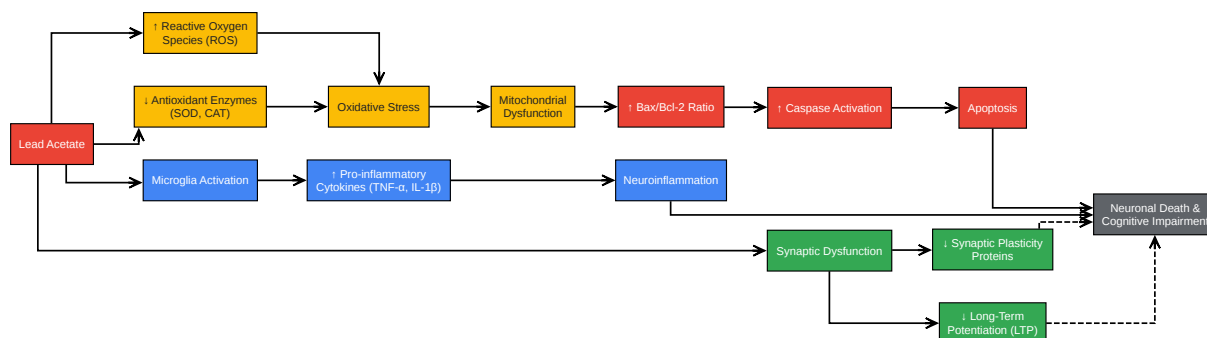 ↑ Reactive Oxygen
Species (ROS)
↓ Antioxidant Enzymes
(SOD, CAT)
Oxidative Stress
Mitochondrial
Dysfunction
↑ Bax/Bcl-2 Ratio
↑ Caspase Activation
Apoptosis
Lead Acetate
Microglia Activation
↑ Pro-inflammatory
Cytokines (TNF-α, IL-1β)
Neuroinflammation
Neuronal Death &
Cognitive Impairment
Synaptic Dysfunction
↓ Synaptic Plasticity
Proteins
↓ Long-Term
Potentiation (LTP)